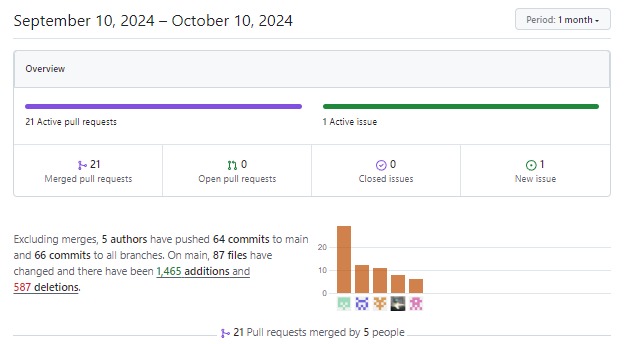 September 10, 2024 – October 10, 2024
Period: 1 month
Overview
21 Active pull requests
1 Active issue
21
Merged pull requests
0
Open pull requests
0
Closed issues
1
New issue
Excluding merges, 5 authors have pushed 64 commits to main
and 66 commits to all branches. On main, 87 files have
changed and there have been 1,465 additions and
587 deletions.
20
10
0
21 Pull requests merged by 5 people